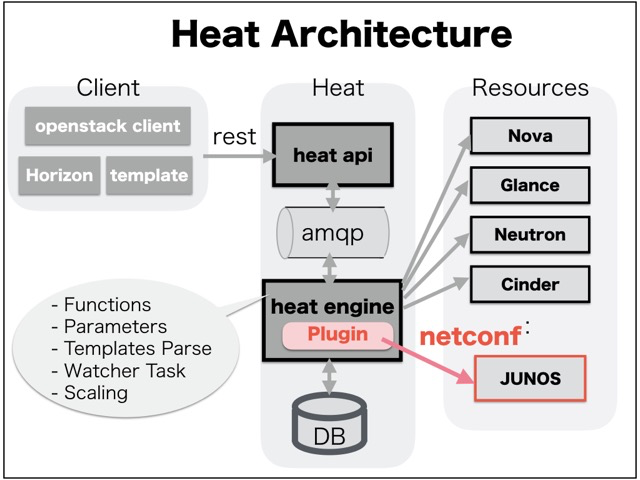 Heat Architecture
Client
openstack client
Horizon
template
rest
Heat
heat api
amqp
heat engine
Plugin
DB
- Functions
- Parameters
- Templates Parse
- Watcher Task
- Scaling
Resources
Nova
Glance
Neutron
Cinder
:
netconf
JUNOS